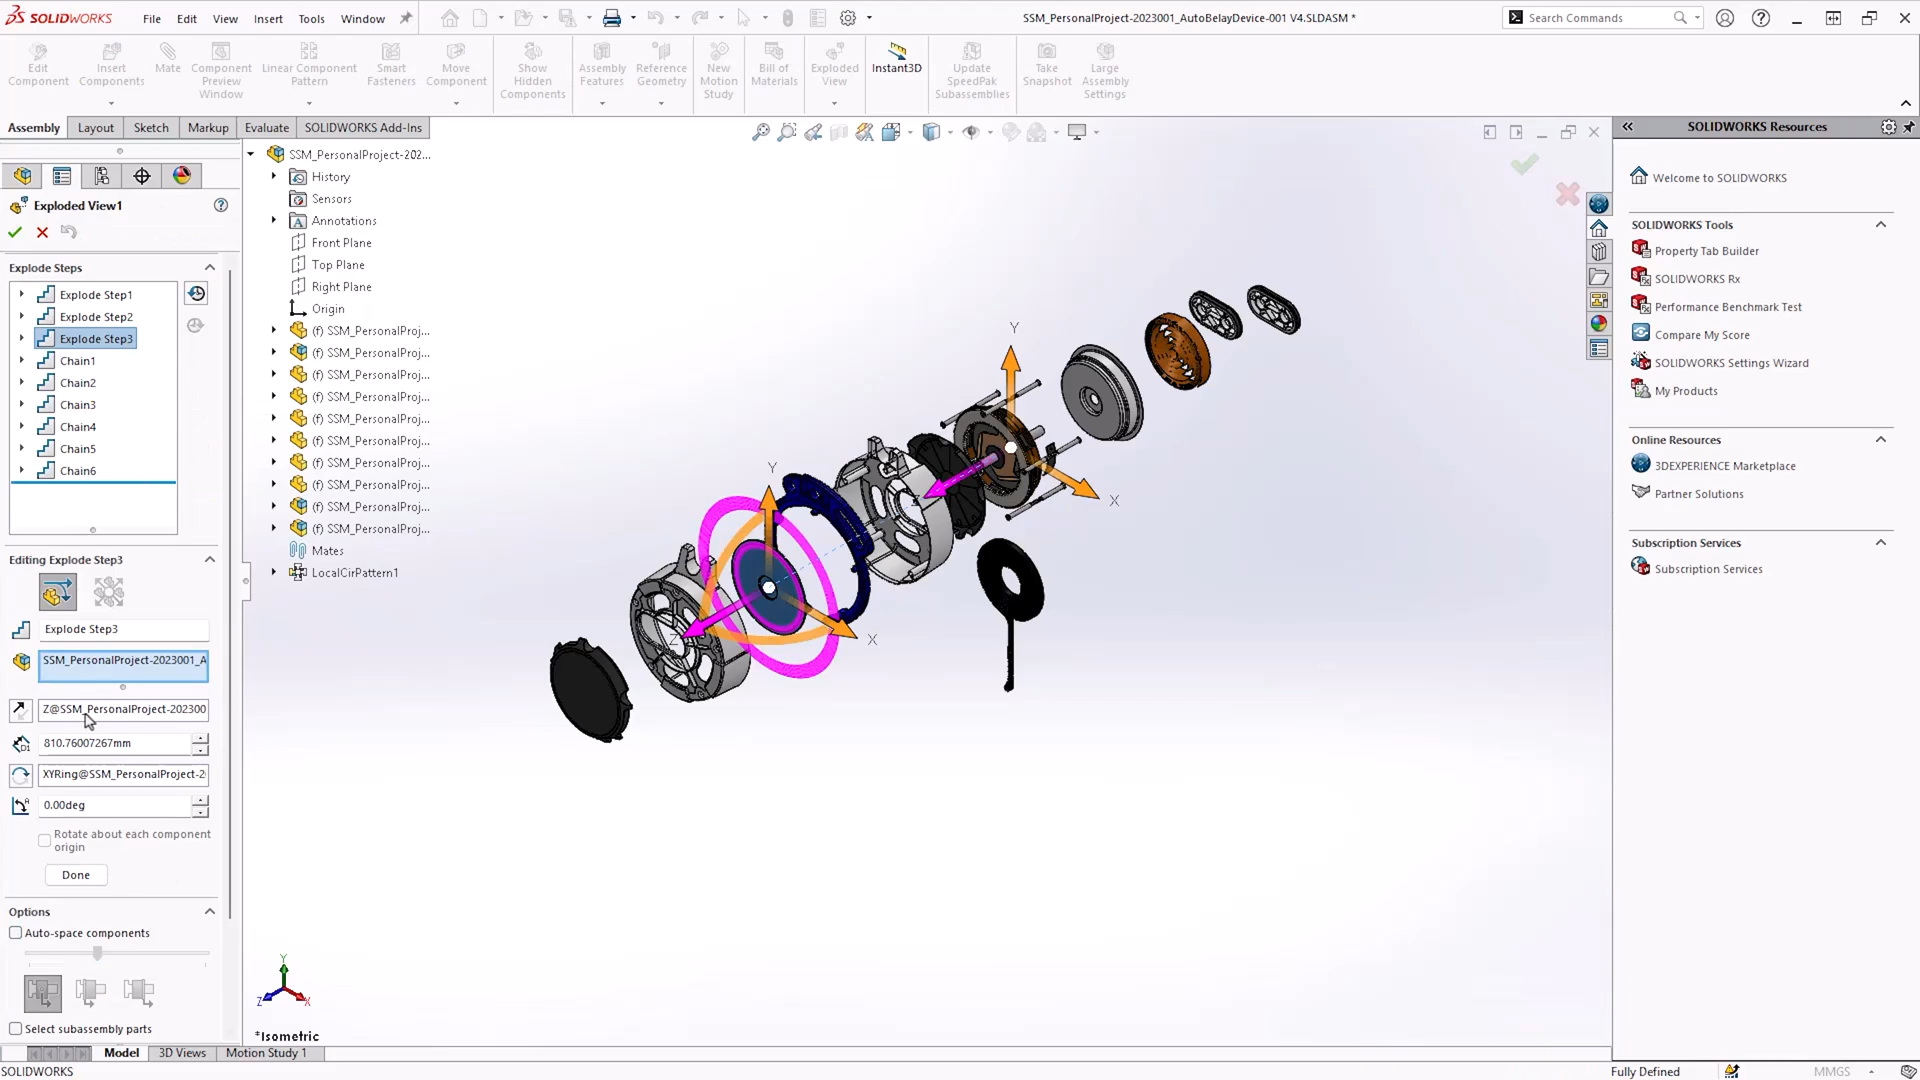 SOLIDWORKS File Edit View Insert Tools Window
SSM_PersonalProject-2023001_AutoBelayDevice-001 V4.SLDASM *
Search Commands
Edit Component
Insert Components
Mate
Component Preview Window
Linear Component Pattern
Smart Fasteners
Move Component
Show Hidden Components
Assembly Features
Reference Geometry
New Motion Study
Bill of Materials
Exploded View
Instant3D
Update SpeedPak Subassemblies
Take Snapshot
Large Assembly Settings
Assembly Layout Sketch Markup Evaluate SOLIDWORKS Add-Ins
Exploded View1
Explode Steps
Explode Step1
Explode Step2
Explode Step3
Chain1
Chain2
Chain3
Chain4
Chain5
Chain6
Editing Explode Step3
Explode Step3
SSM_PersonalProject-2023001_A
Z@SSM_PersonalProject-202300
810.76007267mm
XYRing@SSM_PersonalProject-2
0.00deg
Rotate about each component
origin
Done
Options
Auto-space components
Select subassembly parts
SSM_PersonalProject-202...
History
Sensors
Annotations
Front Plane
Top Plane
Right Plane
Origin
(f) SSM_PersonalProj...
(f) SSM_PersonalProj...
(f) SSM_PersonalProj...
(f) SSM_PersonalProj...
(f) SSM_PersonalProj...
(f) SSM_PersonalProj...
(f) SSM_PersonalProj...
(f) SSM_PersonalProj...
(f) SSM_PersonalProj...
(f) SSM_PersonalProj...
Mates
LocalCirPattern1
Y
X
Y
X
Z
Y
Z
X
*Isometric
SOLIDWORKS Resources
Welcome to SOLIDWORKS
SOLIDWORKS Tools
Property Tab Builder
SOLIDWORKS Rx
Performance Benchmark Test
Compare My Score
SOLIDWORKS Settings Wizard
My Products
Online Resources
3DEXPERIENCE Marketplace
Partner Solutions
Subscription Services
Subscription Services
Model 3D Views Motion Study 1
SOLIDWORKS
Fully Defined
MMGS